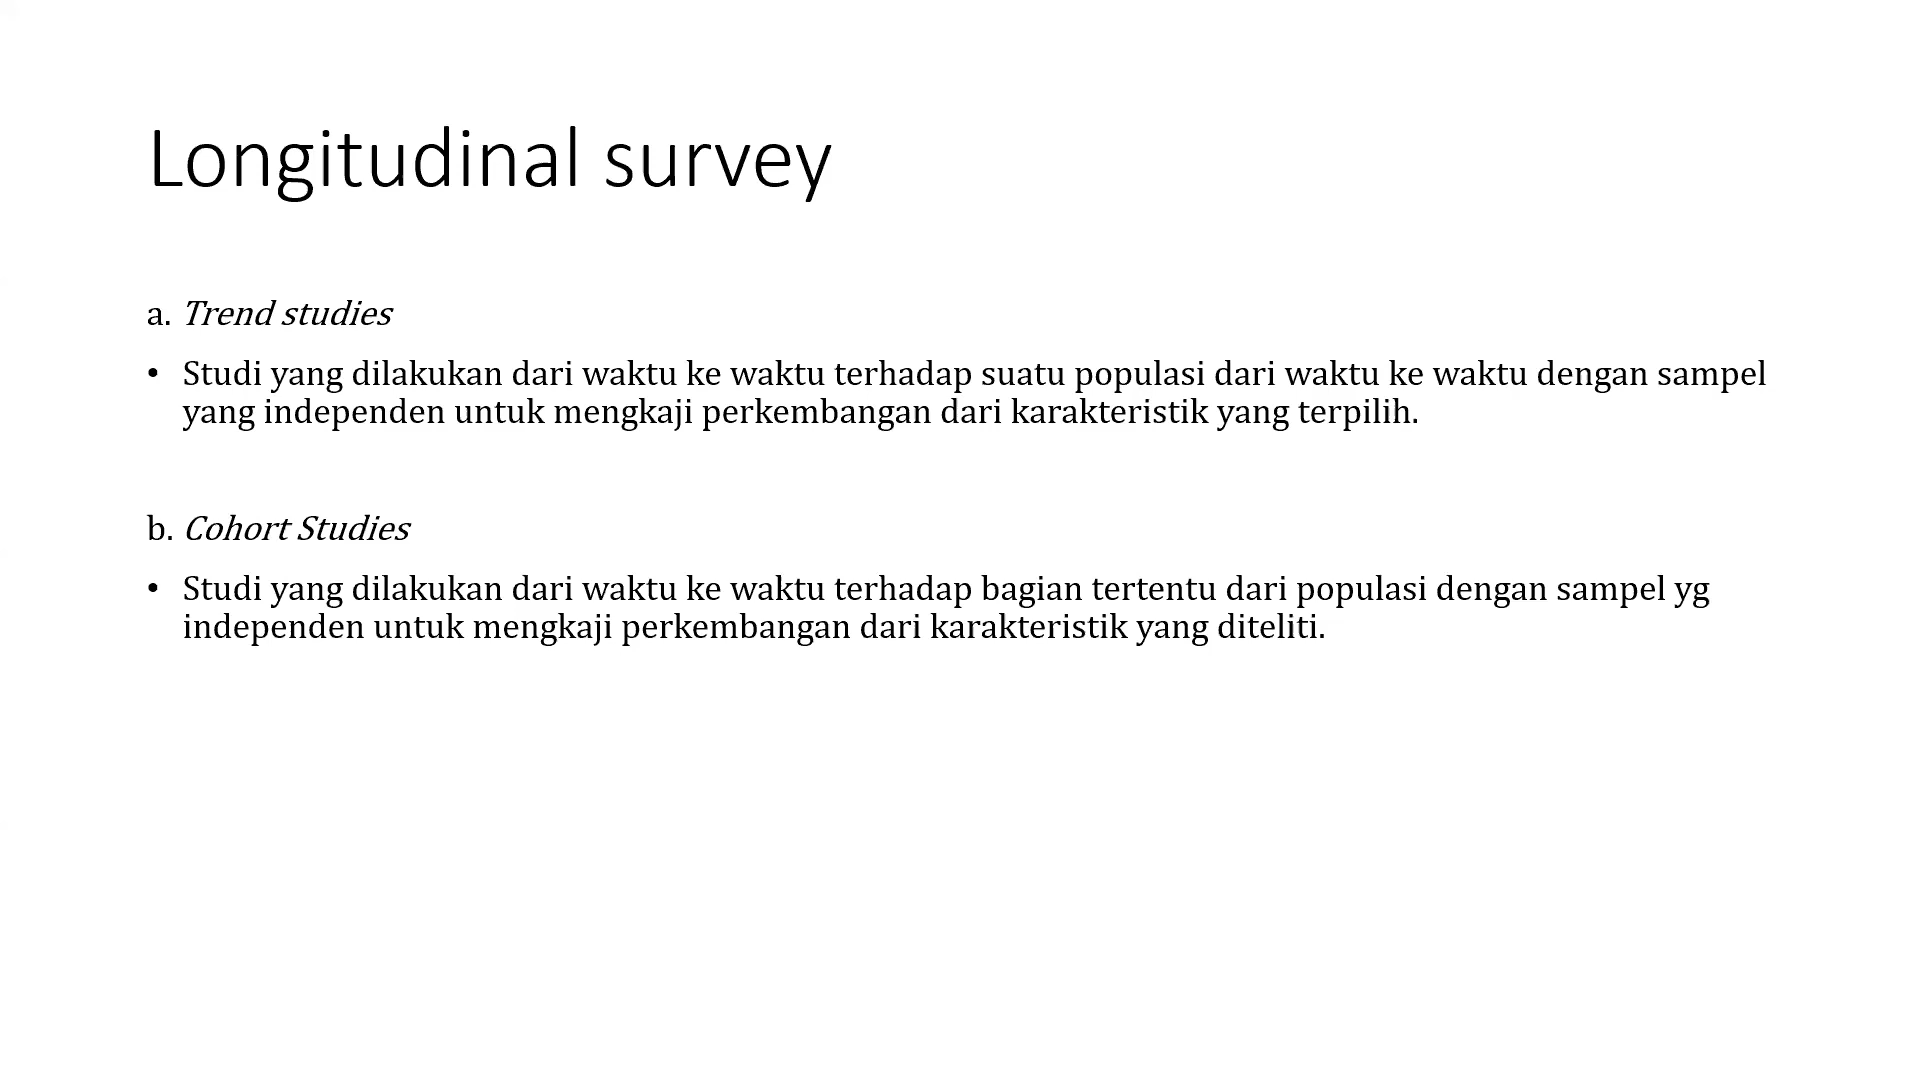 Longitudinal survey
a. Trend studies
• Studi yang dilakukan dari waktu ke waktu terhadap suatu populasi dari waktu ke waktu dengan sampel
yang independen untuk mengkaji perkembangan dari karakteristik yang terpilih.
b. Cohort Studies
• Studi yang dilakukan dari waktu ke waktu terhadap bagian tertentu dari populasi dengan sampel yg
independen untuk mengkaji perkembangan dari karakteristik yang diteliti.